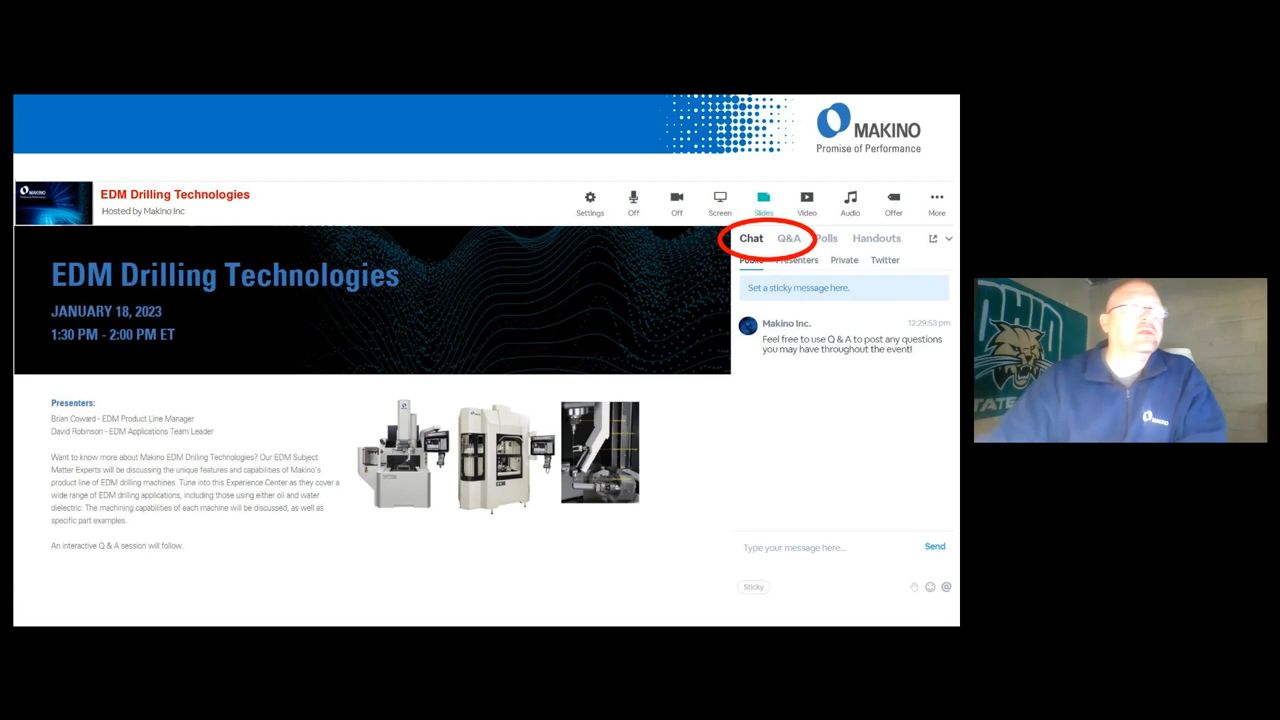 MAKINO
Promise of Performance
MAKINO
EDM Drilling Technologies
Hosted by Makino Inc
Settings
Off
Off
Screen
Slides
Video
Audio
Offer
More
Chat
Q&A
Polls
Handouts
Public
Presenters
Private
Twitter
EDM Drilling Technologies
JANUARY 18, 2023
1:30 PM - 2:00 PM ET
Set a sticky message here.
Makino Inc.
12:29:53 pm
Feel free to use Q & A to post any questions
you may have throughout the event!
Presenters:
Brian Coward - EDM Product Line Manager
David Robinson - EDM Applications Team Leader
Want to know more about Makino EDM Drilling Technologies? Our EDM Subject
Matter Experts will be discussing the unique features and capabilities of Makino's
product line of EDM drilling machines. Tune into this Experience Center as they cover a
wide range of EDM drilling applications, including those using either oil and water
dielectric. The machining capabilities of each machine will be discussed, as well as
specific part examples.
An interactive Q & A session will follow.
Type your message here...
Send
Sticky
OHIO
MAKINO